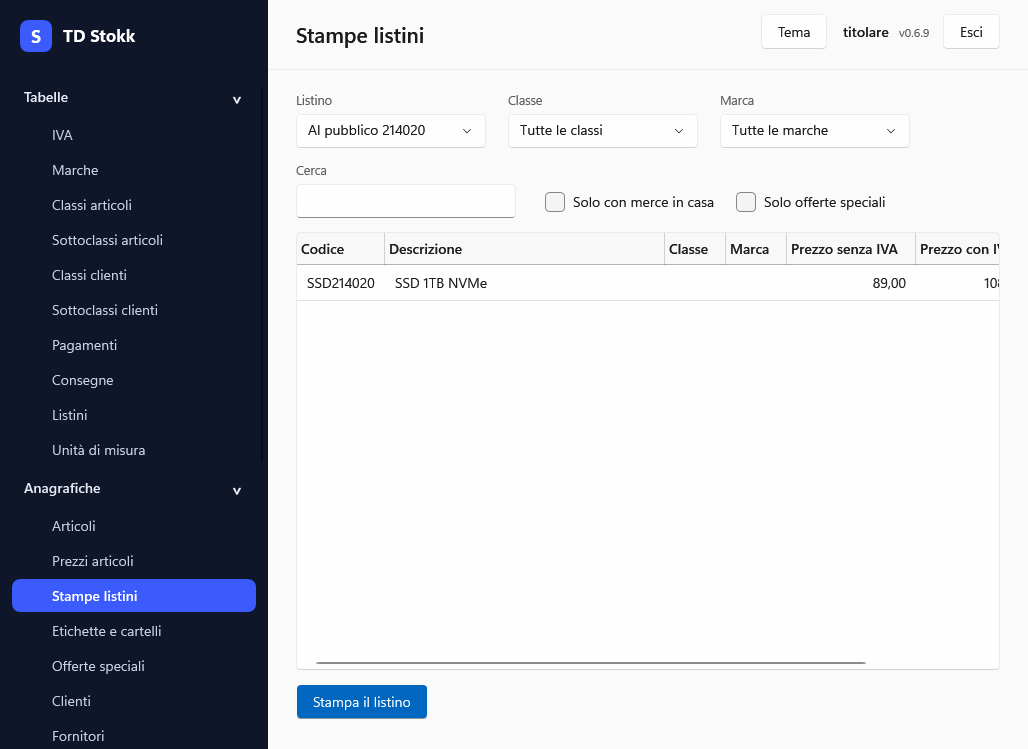 S TD Stokk
Tabelle
IVA
Marche
Classi articoli
Sottoclassi articoli
Classi clienti
Sottoclassi clienti
Pagamenti
Consegne
Listini
Unità di misura
Anagrafiche
Articoli
Prezzi articoli
Stampe listini
Etichette e cartelli
Offerte speciali
Clienti
Fornitori
Stampe listini
Tema titolare v0.6.9 Esci
Listino Classe Marca
Al pubblico 214020 Tutte le classi Tutte le marche
Cerca
Solo con merce in casa Solo offerte speciali
Codice Descrizione Classe Marca Prezzo senza IVA Prezzo con
SSD214020 SSD 1TB NVMe 89,00
Stampa il listino